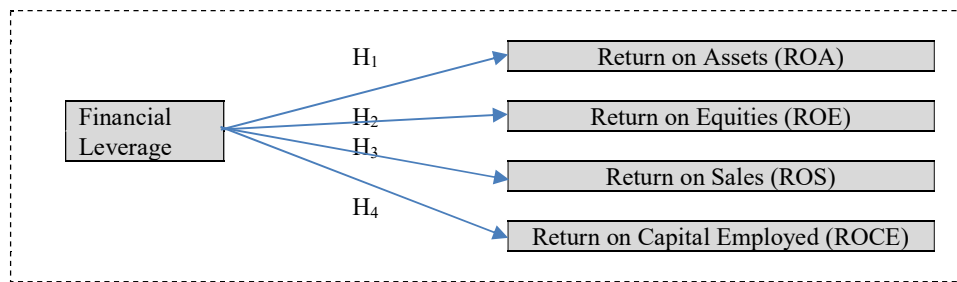 H₁
Return on Assets (ROA)
Financial
Leverage
H₂
Return on Equities (ROE)
H₃
Return on Sales (ROS)
H₄
Return on Capital Employed (ROCE)